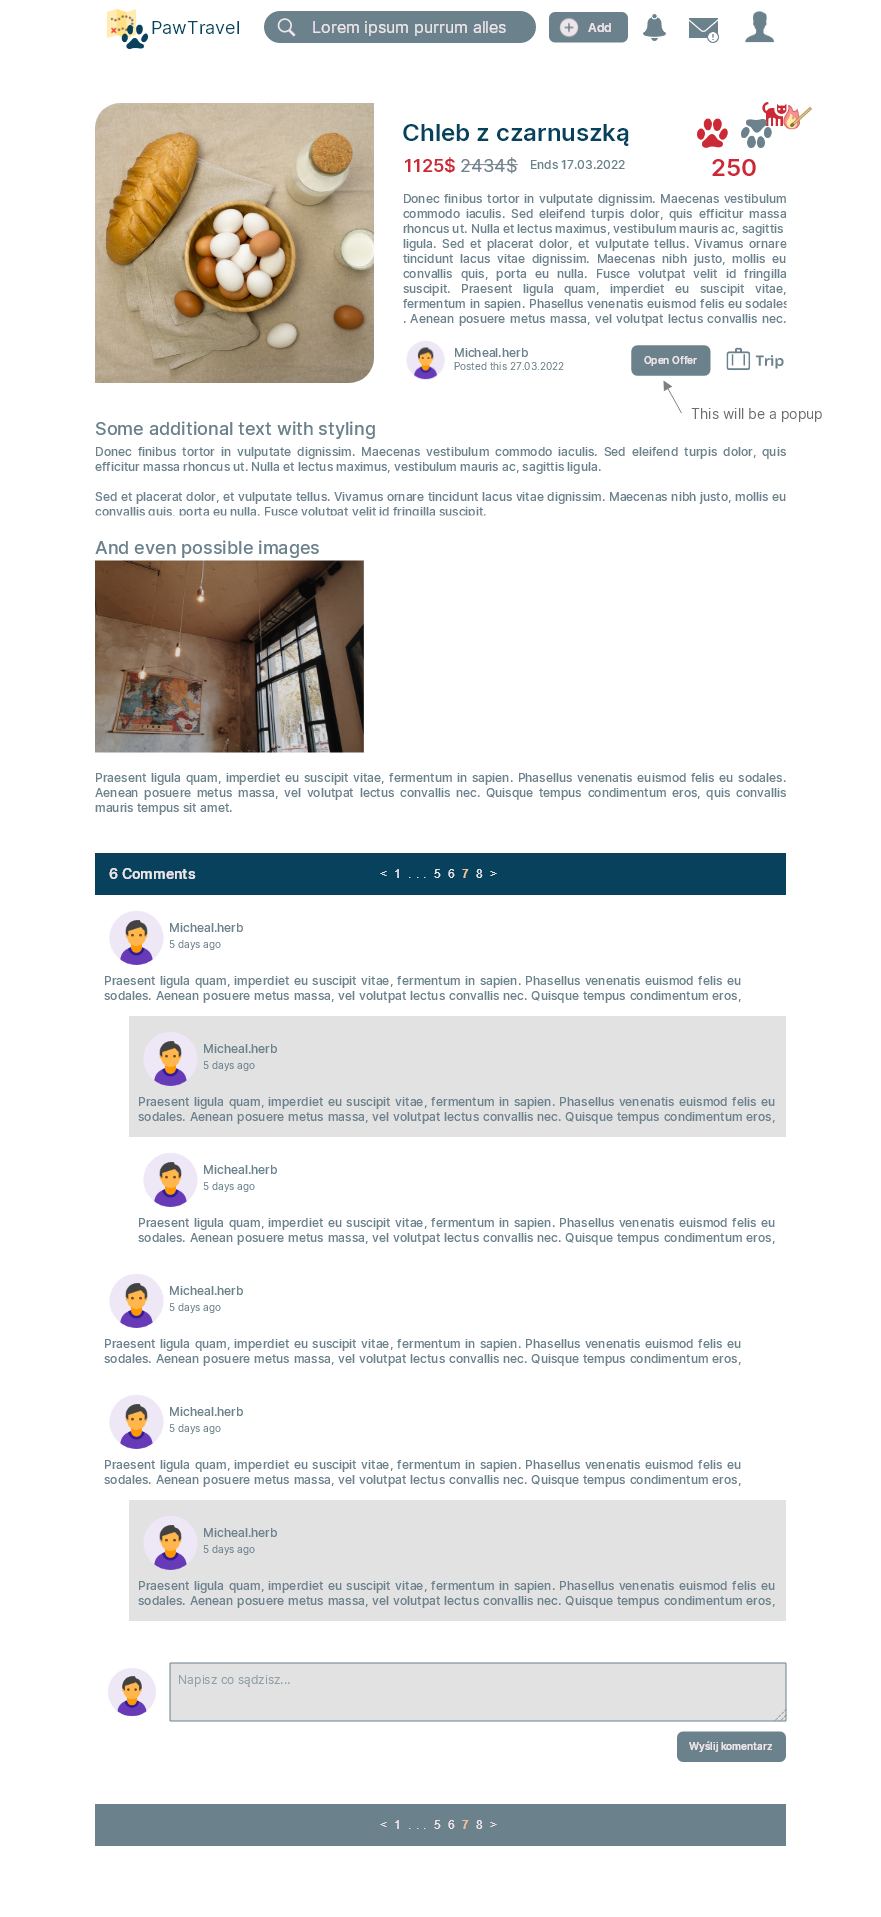 PawTravel
Lorem ipsum purrum alles
Add
Chleb z czarnuszką
1125$ 2434$ Ends 17.03.2022
250
Donec finibus tortor in vulputate dignissim. Maecenas vestibulum
commodo iaculis. Sed eleifend turpis dolor, quis efficitur massa
rhoncus ut. Nulla et lectus maximus, vestibulum mauris ac, sagittis
ligula. Sed et placerat dolor, et vulputate tellus. Vivamus ornare
tincidunt lacus vitae dignissim. Maecenas nibh justo, mollis eu
convallis quis, porta eu nulla. Fusce volutpat velit id fringilla
suscipit. Praesent ligula quam, imperdiet eu suscipit vitae,
fermentum in sapien. Phasellus venenatis euismod felis eu sodales
. Aenean posuere metus massa, vel volutpat lectus convallis nec.
Micheal.herb
Posted this 27.03.2022
Open Offer
Trip
This will be a popup
Some additional text with styling
Donec finibus tortor in vulputate dignissim. Maecenas vestibulum commodo iaculis. Sed eleifend turpis dolor, quis
efficitur massa rhoncus ut. Nulla et lectus maximus, vestibulum mauris ac, sagittis ligula.
Sed et placerat dolor, et vulputate tellus. Vivamus ornare tincidunt lacus vitae dignissim. Maecenas nibh justo, mollis eu
convallis quis, porta eu nulla. Fusce volutpat velit id fringilla suscipit.
And even possible images
Praesent ligula quam, imperdiet eu suscipit vitae, fermentum in sapien. Phasellus venenatis euismod felis eu sodales.
Aenean posuere metus massa, vel volutpat lectus convallis nec. Quisque tempus condimentum eros, quis convallis
mauris tempus sit amet.
6 Comments
< 1 ... 5 6 7 8 >
Micheal.herb
5 days ago
Praesent ligula quam, imperdiet eu suscipit vitae, fermentum in sapien. Phasellus venenatis euismod felis eu
sodales. Aenean posuere metus massa, vel volutpat lectus convallis nec. Quisque tempus condimentum eros,
Micheal.herb
5 days ago
Praesent ligula quam, imperdiet eu suscipit vitae, fermentum in sapien. Phasellus venenatis euismod felis eu
sodales. Aenean posuere metus massa, vel volutpat lectus convallis nec. Quisque tempus condimentum eros,
Micheal.herb
5 days ago
Praesent ligula quam, imperdiet eu suscipit vitae, fermentum in sapien. Phasellus venenatis euismod felis eu
sodales. Aenean posuere metus massa, vel volutpat lectus convallis nec. Quisque tempus condimentum eros,
Micheal.herb
5 days ago
Praesent ligula quam, imperdiet eu suscipit vitae, fermentum in sapien. Phasellus venenatis euismod felis eu
sodales. Aenean posuere metus massa, vel volutpat lectus convallis nec. Quisque tempus condimentum eros,
Micheal.herb
5 days ago
Praesent ligula quam, imperdiet eu suscipit vitae, fermentum in sapien. Phasellus venenatis euismod felis eu
sodales. Aenean posuere metus massa, vel volutpat lectus convallis nec. Quisque tempus condimentum eros,
Micheal.herb
5 days ago
Praesent ligula quam, imperdiet eu suscipit vitae, fermentum in sapien. Phasellus venenatis euismod felis eu
sodales. Aenean posuere metus massa, vel volutpat lectus convallis nec. Quisque tempus condimentum eros,
Napisz co sądzisz...
Wyślij komentarz
< 1 ... 5 6 7 8 >